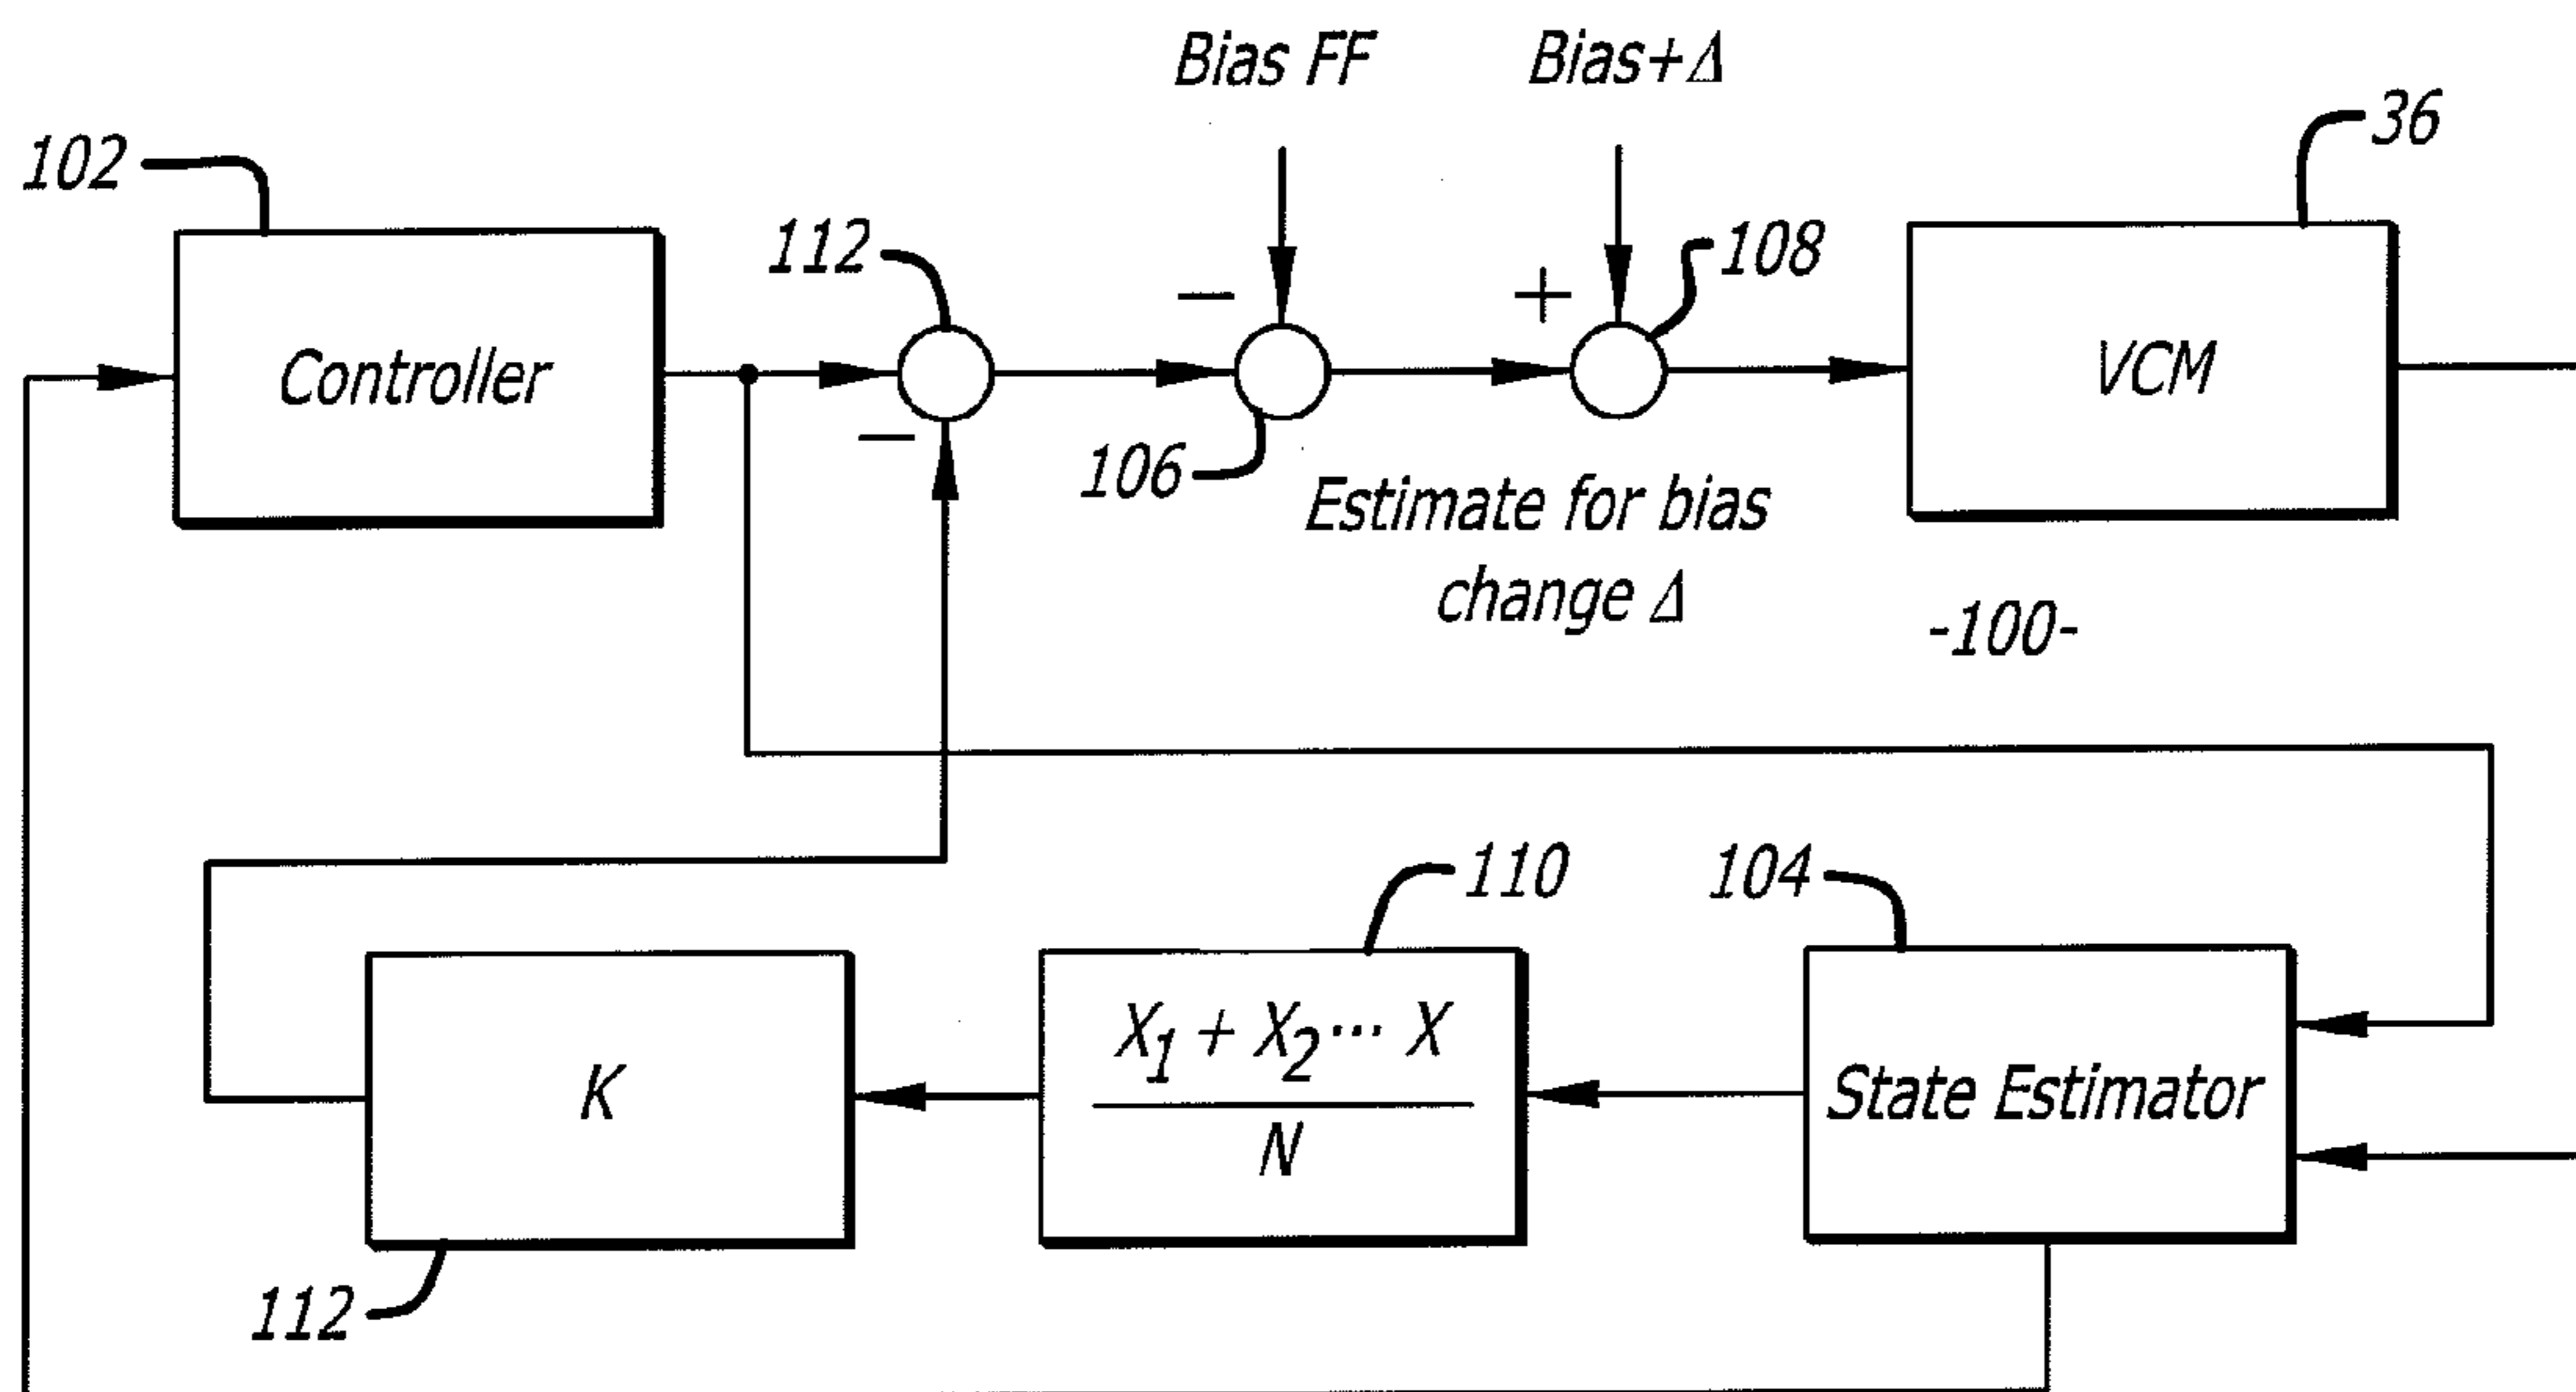 Bias FF
Bias+Δ
36
102
112
108
Controller
−
+
VCM
−
106
Estimate for bias
change Δ
-100-
110
104
X1 + X2 ... X
N
K
State Estimator
112